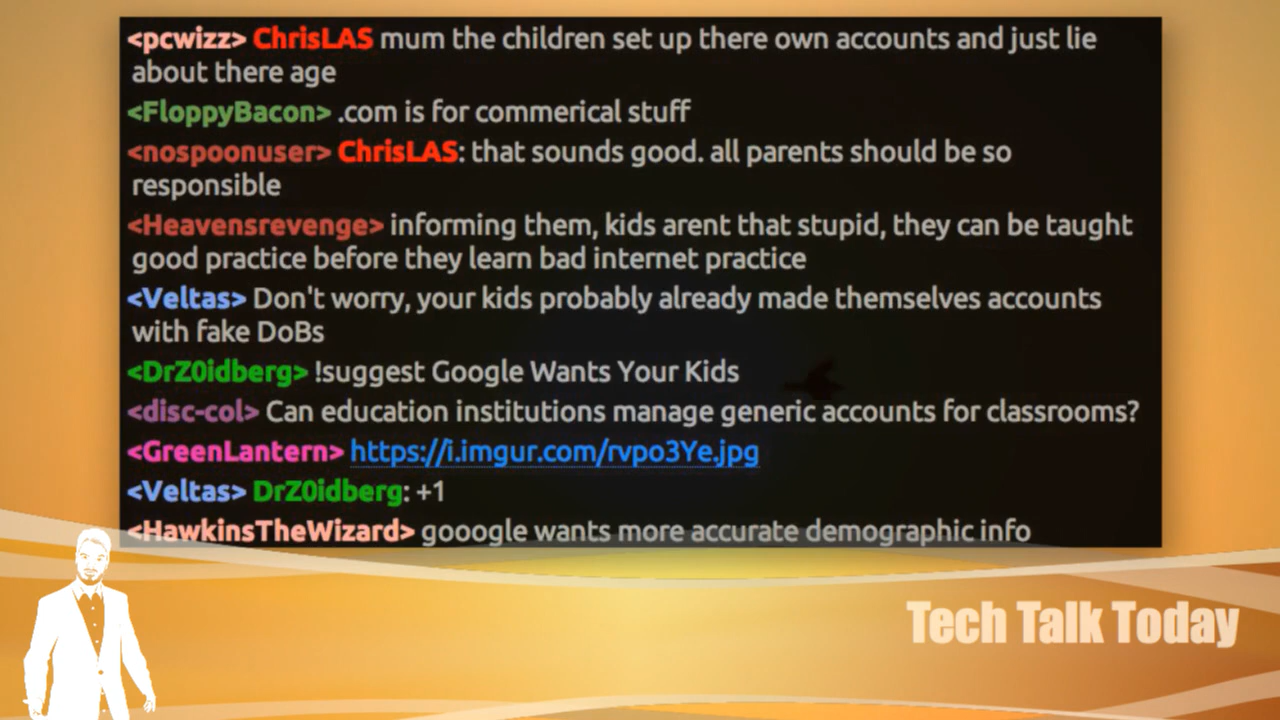 <pcwizz> ChrisLAS mum the children set up there own accounts and just lie
about there age
<FloppyBacon> .com is for commerical stuff
<nospoonuser> ChrisLAS: that sounds good. all parents should be so
responsible
<Heavensrevenge> informing them, kids arent that stupid, they can be taught
good practice before they learn bad internet practice
<Veltas> Don't worry, your kids probably already made themselves accounts
with fake DoBs
<DrZ0idberg> !suggest Google Wants Your Kids
<disc-col> Can education institutions manage generic accounts for classrooms?
<GreenLantern> https://i.imgur.com/rvpo3Ye.jpg
<Veltas> DrZ0idberg: +1
<HawkinsTheWizard> gooogle wants more accurate demographic info
Tech Talk Today